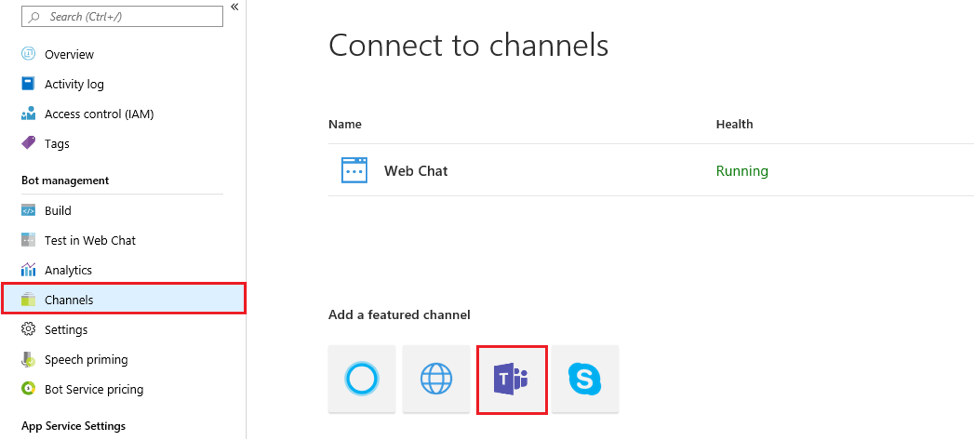 Search (Ctrl+/)
«
Overview
Activity log
Access control (IAM)
Tags
Bot management
Build
Test in Web Chat
Analytics
Channels
Settings
Speech priming
Bot Service pricing
App Service Settings
Connect to channels
Name Health
Web Chat Running
Add a featured channel
T
S